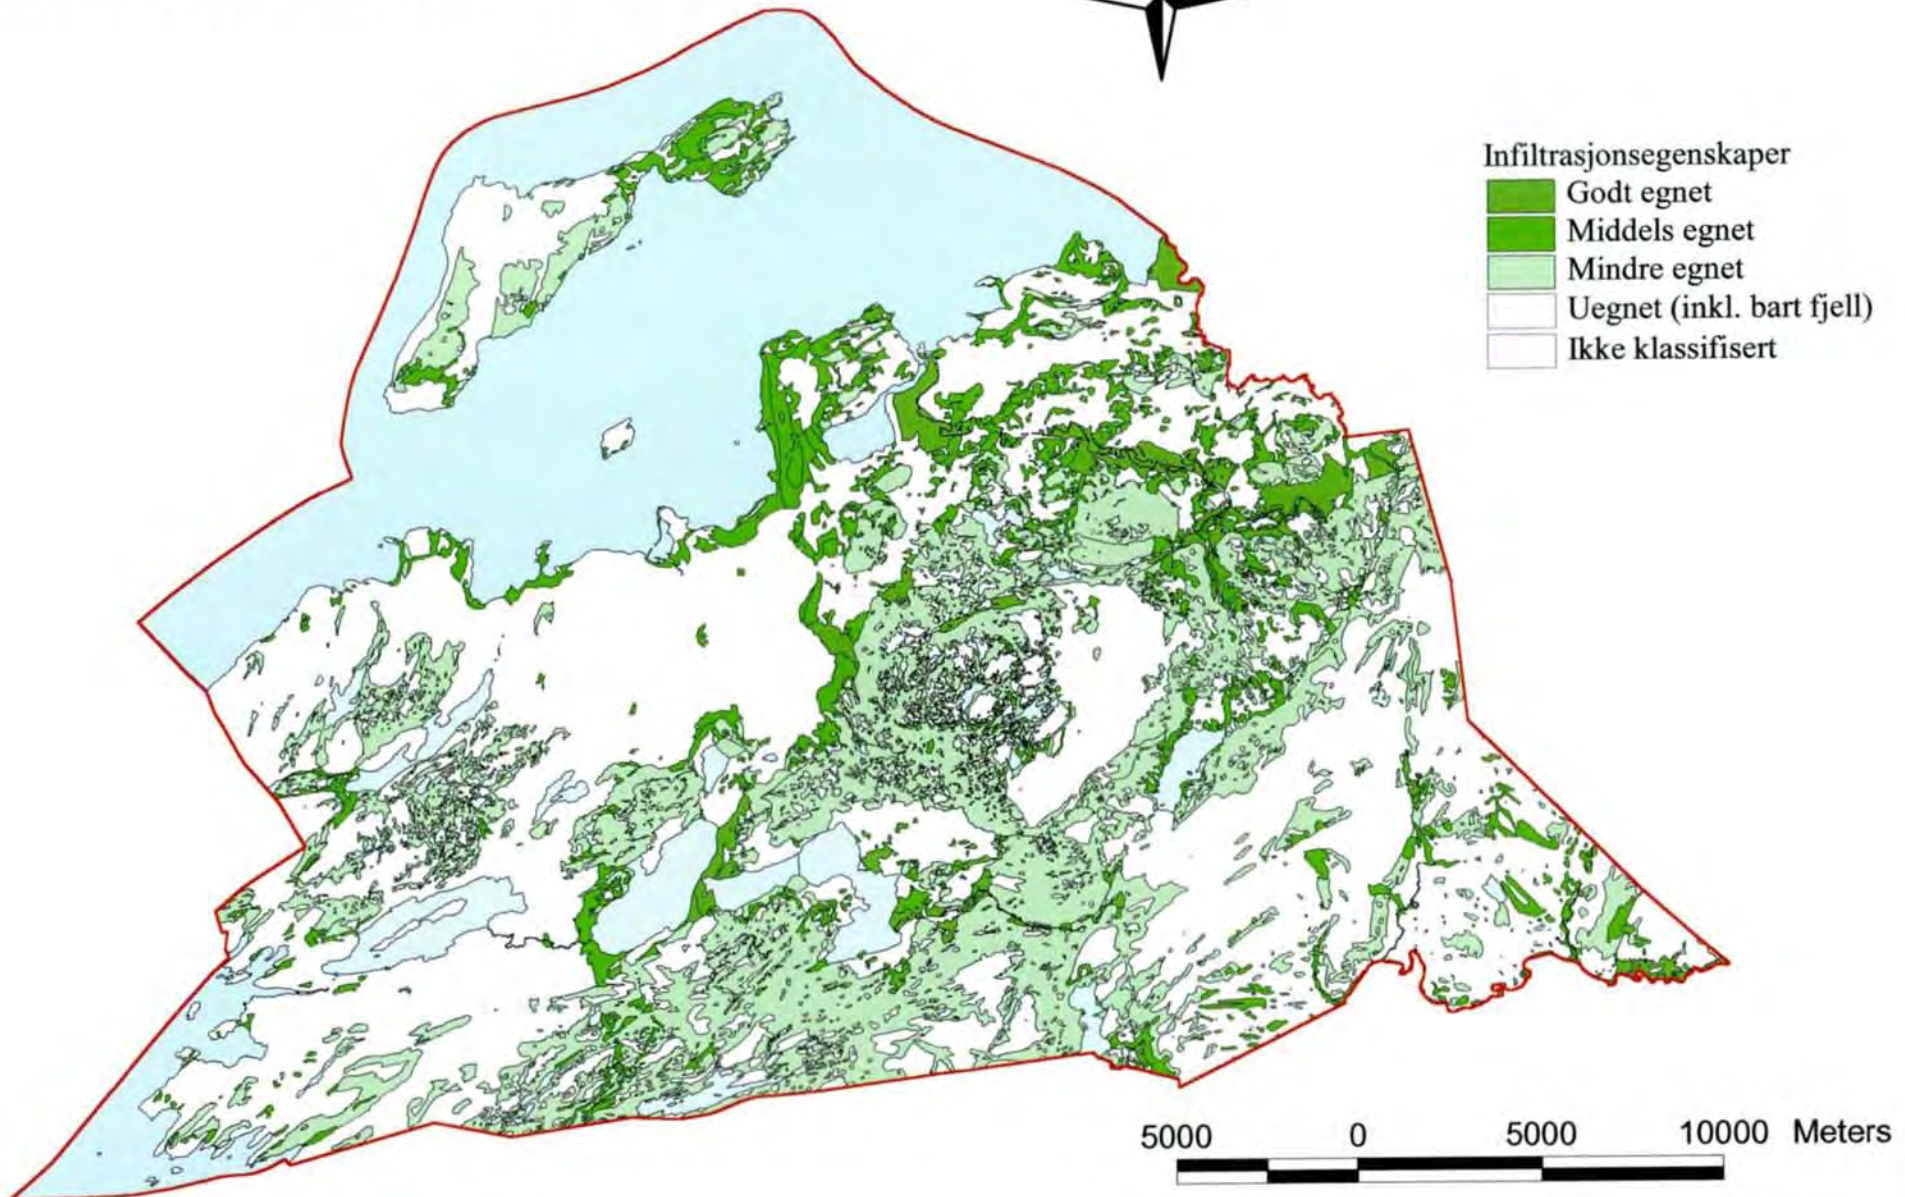 Infiltrasjonsegenskaper
Godt egnet
Middels egnet
Mindre egnet
Uegnet (inkl. bart fjell)
Ikke klassifisert
5000 0 5000 10000 Meters